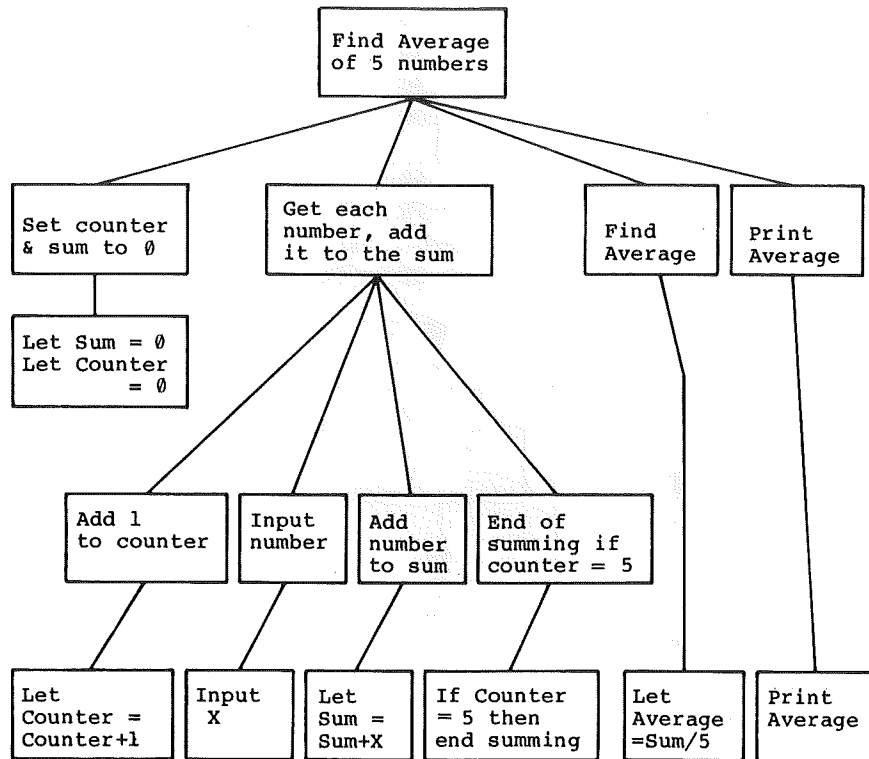 Find Average
of 5 numbers
Set counter
& sum to 0
Get each
number, add
it to the sum
Find
Average
Print
Average
Let Sum = 0
Let Counter
= 0
Add 1
to counter
Input
number
Add
number
to sum
End of
summing if
counter = 5
Let
Counter =
Counter+1
Input
X
Let
Sum =
Sum+X
If Counter
= 5 then
end summing
Let
Average
=Sum/5
Print
Average